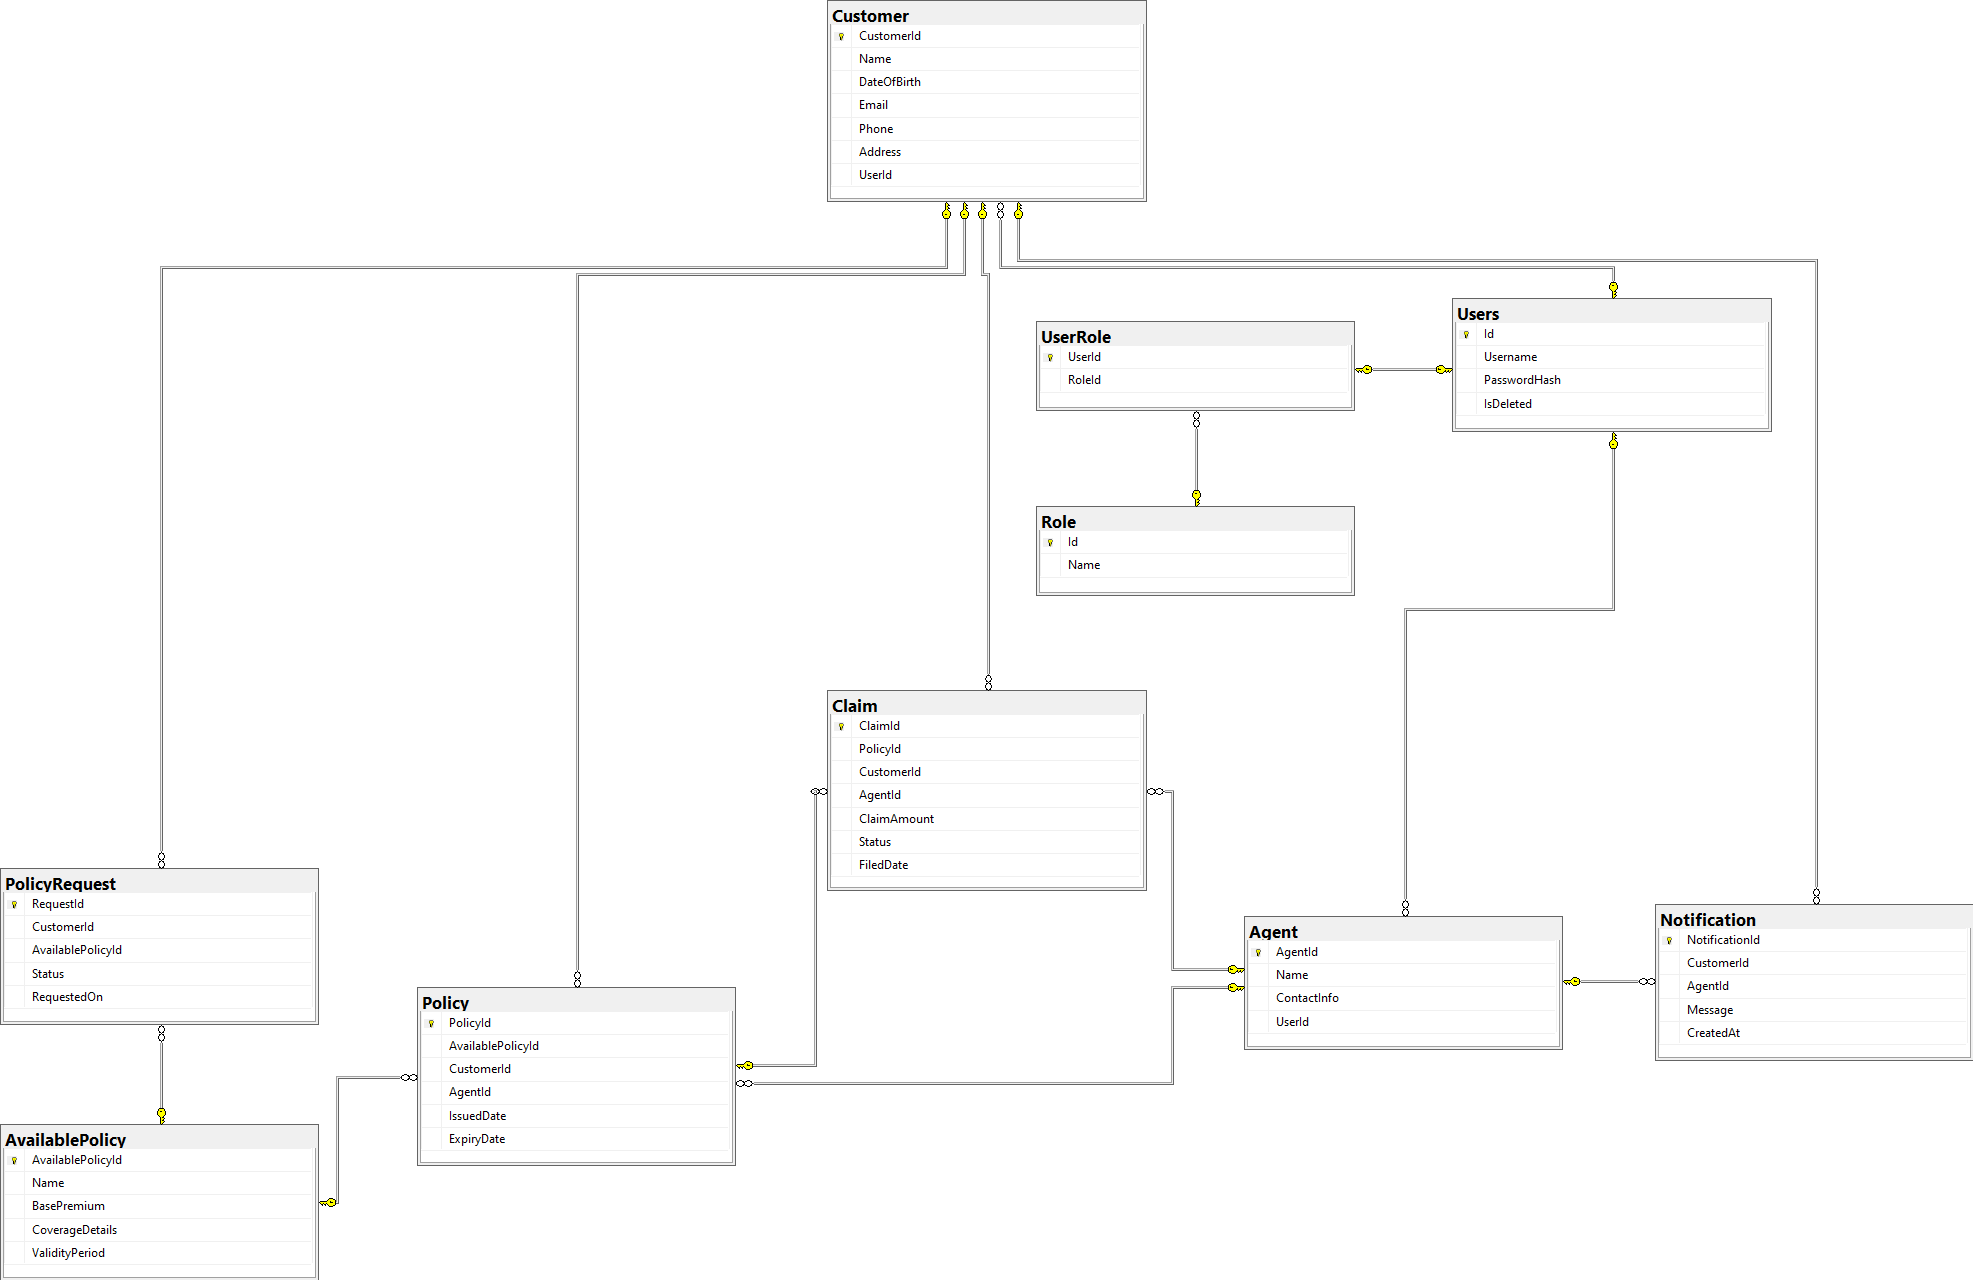 Customer
CustomerId
Name
DateOfBirth
Email
Phone
Address
UserId
Users
Id
Username
PasswordHash
IsDeleted
UserRole
UserId
RoleId
Role
Id
Name
Claim
ClaimId
PolicyId
CustomerId
AgentId
ClaimAmount
Status
FiledDate
PolicyRequest
RequestId
CustomerId
AvailablePolicyId
Status
RequestedOn
Agent
AgentId
Name
ContactInfo
UserId
Notification
NotificationId
CustomerId
AgentId
Message
CreatedAt
Policy
PolicyId
AvailablePolicyId
CustomerId
AgentId
IssuedDate
ExpiryDate
AvailablePolicy
AvailablePolicyId
Name
BasePremium
CoverageDetails
ValidityPeriod